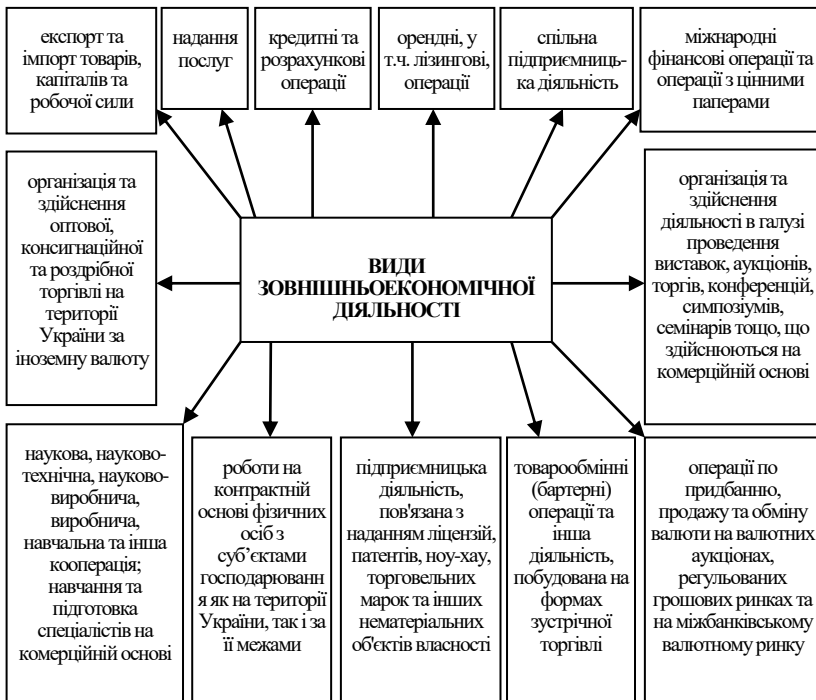 експорт та
імпорт товарів,
капіталів та
робочої сили
надання
послуг
кредитні та
розрахункові
операції
орендні, у
т.ч. лізингові,
операції
спільна
підприємниць-
ка діяльність
міжнародні
фінансові операції та
операції з цінними
паперами
організація та
здійснення
оптової,
консигнаційної
та роздрібної
торгівлі на
території
України за
іноземну валюту
ВИДИ
ЗОВНІШНЬОЕКОНОМІЧНОЇ
ДІЯЛЬНОСТІ
організація та
здійснення
діяльності в галузі
проведення
виставок, аукціонів,
торгів, конференцій,
симпозіумів,
семінарів тощо, що
здійснюються на
комерційній основі
наукова, науково-
технічна, науково-
виробнича,
виробнича,
навчальна та інша
кооперація;
навчання та
підготовка
спеціалістів на
комерційній основі
роботи на
контрактній
основі фізичних
осіб з
суб’єктами
господарюванн
я як на території
України, так і за
її межами
підприємницька
діяльність,
пов'язана з
наданням ліцензій,
патентів, ноу-хау,
торговельних
марок та інших
нематеріальних
об'єктів власності
товарообмінні
(бартерні)
операції та
інша
діяльність,
побудована на
формах
зустрічної
торгівлі
операції по
придбанню,
продажу та обміну
валюти на валютних
аукціонах,
регульованих
грошових ринках та
на міжбанківському
валютному ринку